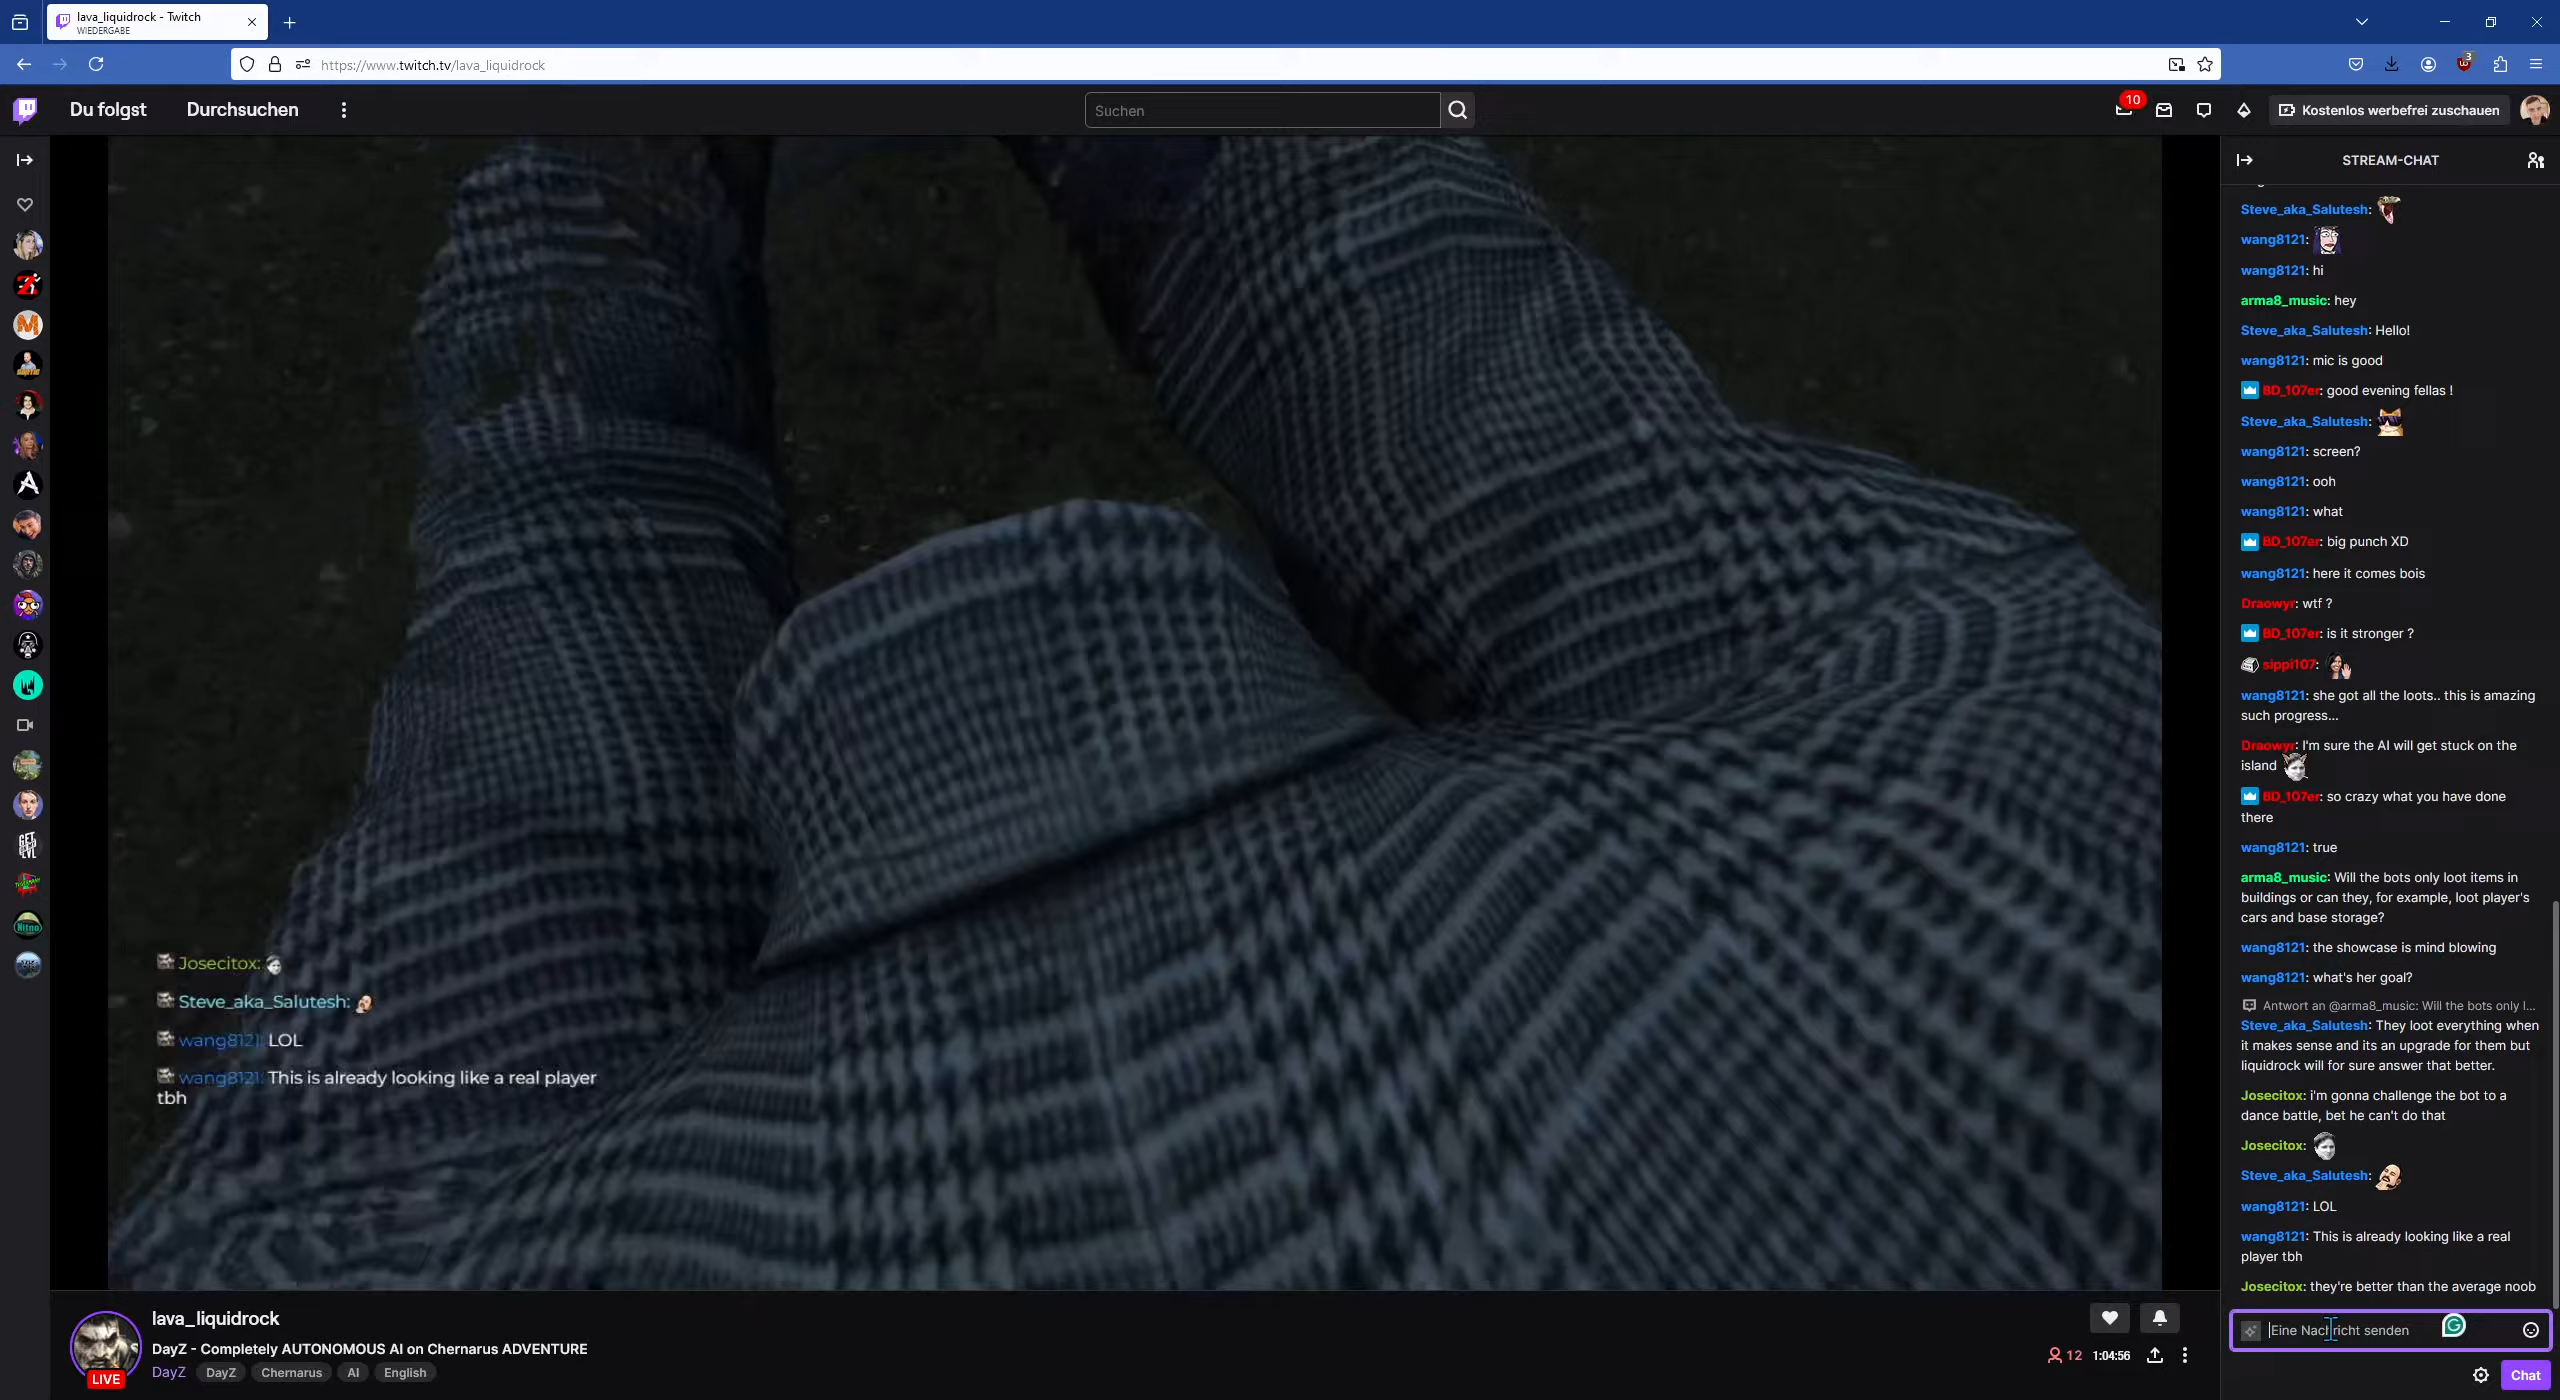 lava_liquidrock - Twitch
WIEDERGABE
https://www.twitch.tv/lava_liquidrock
3
Du folgst
Durchsuchen
Suchen
10
Kostenlos werbefrei zuschauen
STREAM-CHAT
Steve_aka_Salutesh:
wang8121:
wang8121: hi
arma8_music: hey
Steve_aka_Salutesh: Hello!
wang8121: mic is good
BD_107er: good evening fellas !
Steve_aka_Salutesh:
wang8121: screen?
wang8121: ooh
wang8121: what
BD_107er: big punch XD
wang8121: here it comes bois
Draowyr: wtf ?
BD_107er: is it stronger ?
sippi107:
wang8121: she got all the loots.. this is amazing
such progress...
Draowyr: I'm sure the AI will get stuck on the
island
BD_107er: so crazy what you have done
there
wang8121: true
arma8_music: Will the bots only loot items in
buildings or can they, for example, loot player's
cars and base storage?
wang8121: the showcase is mind blowing
wang8121: what's her goal?
Antwort an @arma8_music: Will the bots only l...
Steve_aka_Salutesh: They loot everything when
it makes sense and its an upgrade for them but
liquidrock will for sure answer that better.
Josecitox: i'm gonna challenge the bot to a
dance battle, bet he can't do that
Josecitox:
Steve_aka_Salutesh:
wang8121: LOL
wang8121: This is already looking like a real
player tbh
Josecitox: they're better than the average noob
Eine Nachricht senden
Chat
Josecitox:
Steve_aka_Salutesh:
wang8121: LOL
wang8121: This is already looking like a real player
tbh
lava_liquidrock
DayZ - Completely AUTONOMOUS AI on Chernarus ADVENTURE
DayZ
DayZ
Chernarus
AI
English
LIVE
12
1:04:56